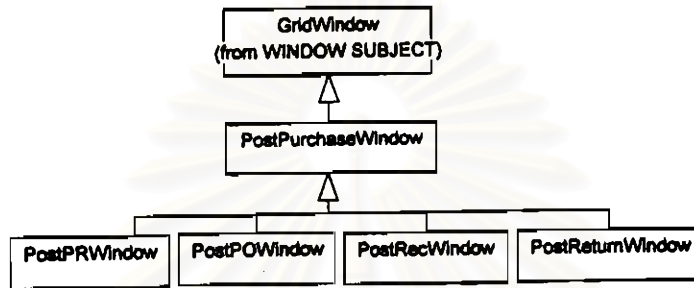 GridWindow
(from WINDOW SUBJECT)
PostPurchaseWindow
PostPRWindow
PostPOWindow
PostRecWindow
PostReturnWindow